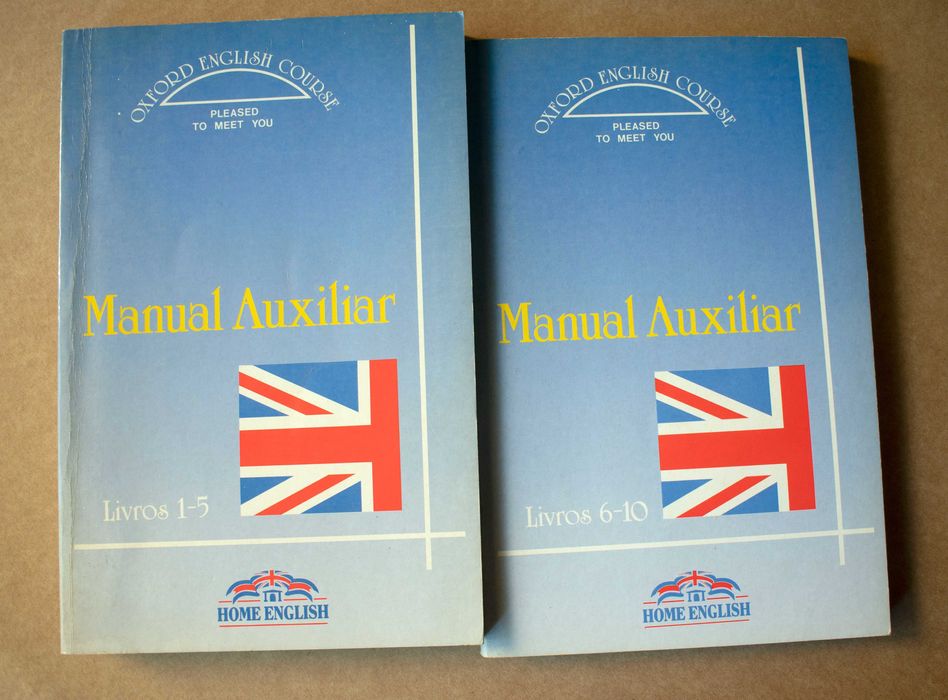 OXFORD ENGLISH COURSE
PLEASED
TO MEET YOU
Manual Auxiliar
Livros 1-5
HOME ENGLISH
OXFORD ENGLISH COURSE
PLEASED
TO MEET YOU
Manual Auxiliar
Livros 6-10
HOME ENGLISH